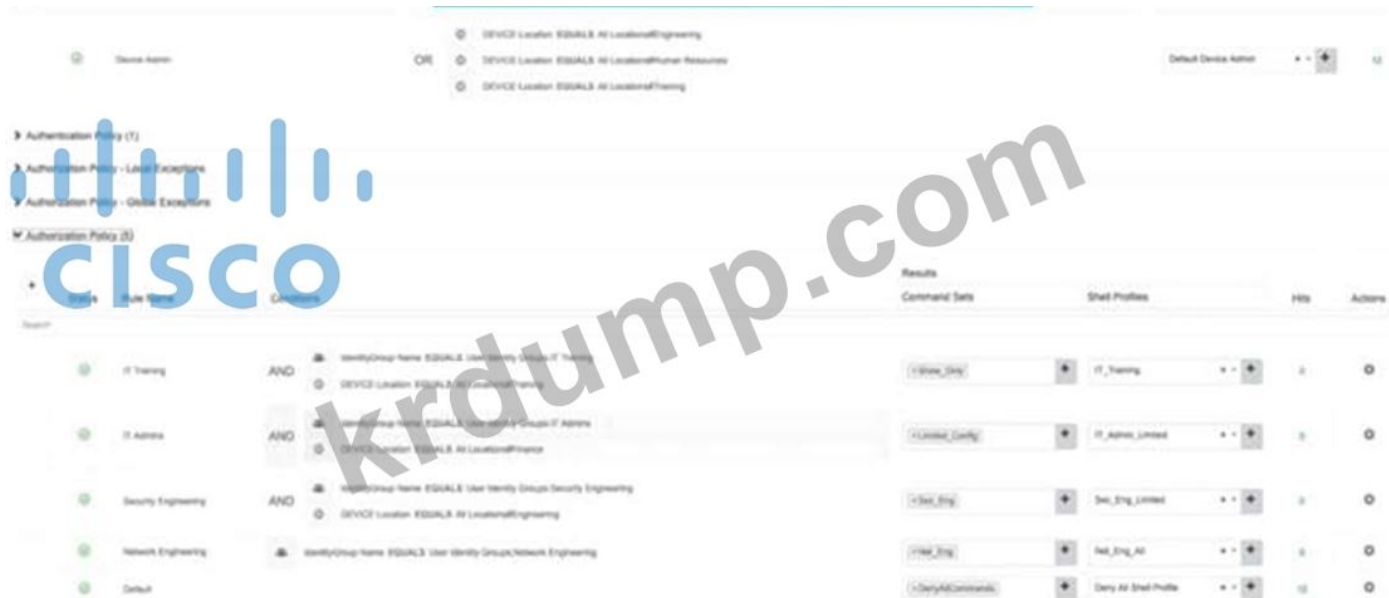 DEVICE Location EQUALS All Locations#Engineering
Device Admin OR DEVICE Location EQUALS All Locations#Human Resources Default Device Admin 12
DEVICE Location EQUALS All Locations#Training
Authentication Policy (1)
Authorization Policy - Local Exceptions
Authorization Policy - Global Exceptions
Authorization Policy (5)
CISCO
krdump.com
Results
+ Status Rule Name Conditions Command Sets Shell Profiles Hits Actions
Search
IdentityGroup Name EQUALS User Identity Groups:IT Training
IT Training AND Show_Only IT_Training
DEVICE Location EQUALS All Locations#Training
IdentityGroup Name EQUALS User Identity Groups:IT Admins
IT Admins AND Limited_Config IT_Admin_Limited
DEVICE Location EQUALS All Locations#Finance
IdentityGroup Name EQUALS User Identity Groups:Security Engineering
Security Engineering AND Sec_Eng Sec_Eng_Limited
DEVICE Location EQUALS All Locations#Engineering
Network Engineering IdentityGroup Name EQUALS User Identity Groups:Network Engineering Net_Eng Net_Eng_All
Default DenyAllCommands Deny All Shell Profile 12